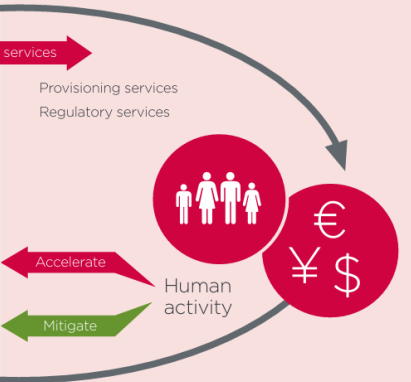 services
Provisioning services
Regulatory services
€
¥ $
Accelerate
Human
activity
Mitigate